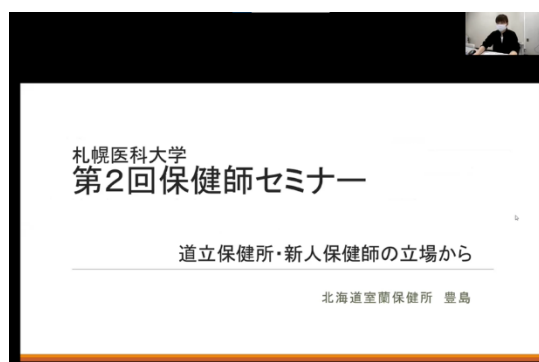 札幌医科大学
第2回保健師セミナー
道立保健所・新人保健師の立場から
北海道室蘭保健所 豊島